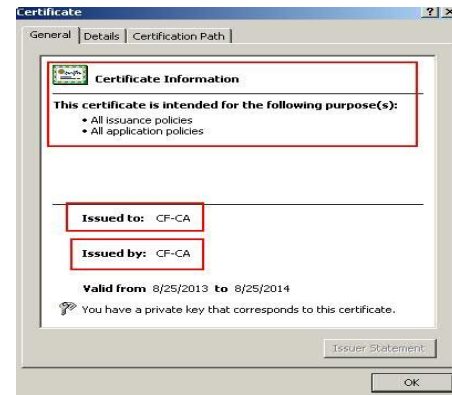 Certificate
? X
General Details Certification Path
Certificate Information
This certificate is intended for the following purpose(s):
• All issuance policies
• All application policies
Issued to: CF-CA
Issued by: CF-CA
Valid from 8/25/2013 to 8/25/2014
You have a private key that corresponds to this certificate.
Issuer Statement
OK